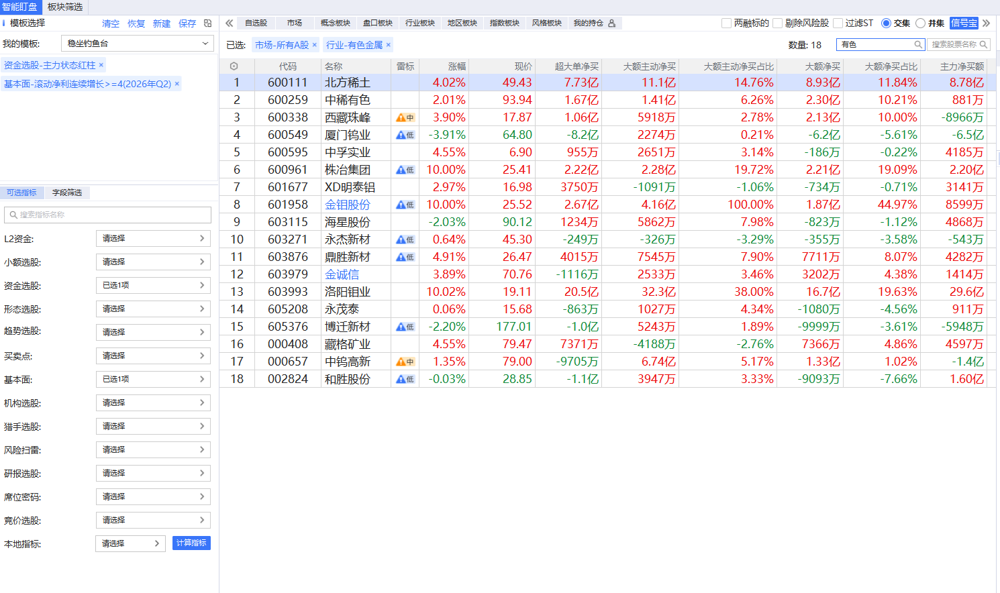 智能盯盘 板块筛选
模板选择 清空 恢复 新建 保存
我的模板: 稳坐钓鱼台
资金选股-主力状态红柱 ×
基本面-滚动净利连续增长>=4(2026年Q2) ×
可选指标 字段筛选
搜索指标名称
L2资金: 请选择
小额选股: 请选择
资金选股: 已选1项
形态选股: 请选择
趋势选股: 请选择
买卖点: 请选择
基本面: 已选1项
机构选股: 请选择
猎手选股: 请选择
风险扫雷: 请选择
研报选股: 请选择
席位密码: 请选择
竞价选股: 请选择
本地指标: 请选择 计算指标
自选股 市场 概念板块 盘口板块 行业板块 地区板块 指数板块 风格板块 我的持仓 两融标的 剔除风险股 过滤ST 交集 并集 信号宝
已选: 市场-所有A股 × 行业-有色金属 × 数量: 18 有色 搜索股票名称
代码 名称 雷标 涨幅 现价 超大单净买 大额主动净买 大额主动净买占比 大额净买 大额净买占比 主力净买额
1 600111 北方稀土 4.02% 49.43 7.73亿 11.1亿 14.76% 8.93亿 11.84% 8.78亿
2 600259 中稀有色 2.01% 93.94 1.67亿 1.41亿 6.26% 2.30亿 10.21% 881万
3 600338 西藏珠峰 中 3.90% 17.87 1.06亿 5918万 2.78% 2.13亿 10.00% -8966万
4 600549 厦门钨业 低 -3.91% 64.80 -8.2亿 2274万 0.21% -6.2亿 -5.61% -6.5亿
5 600595 中孚实业 4.55% 6.90 955万 2651万 3.14% -186万 -0.22% 4185万
6 600961 株冶集团 低 10.00% 25.41 2.22亿 2.28亿 19.72% 2.21亿 19.09% 2.20亿
7 601677 XD明泰铝 2.97% 16.98 3750万 -1091万 -1.06% -734万 -0.71% 3141万
8 601958 金钼股份 低 10.00% 25.52 2.67亿 4.16亿 100.00% 1.87亿 44.97% 8599万
9 603115 海星股份 -2.03% 90.12 1234万 5862万 7.98% -823万 -1.12% 4868万
10 603271 永杰新材 低 0.64% 45.30 -249万 -326万 -3.29% -355万 -3.58% -543万
11 603876 鼎胜新材 低 4.91% 26.47 4015万 7545万 7.90% 7711万 8.07% 4282万
12 603979 金诚信 3.89% 70.76 -1116万 2533万 3.46% 3202万 4.38% 1414万
13 603993 洛阳钼业 10.02% 19.11 20.5亿 32.3亿 38.00% 16.7亿 19.63% 29.6亿
14 605208 永茂泰 0.06% 15.68 -863万 1027万 4.34% -1080万 -4.56% 911万
15 605376 博迁新材 低 -2.20% 177.01 -1.0亿 5243万 1.89% -9999万 -3.61% -5948万
16 000408 藏格矿业 4.55% 79.47 7371万 -4188万 -2.76% 7366万 4.86% 4597万
17 000657 中钨高新 中 1.35% 79.00 -9705万 6.74亿 5.17% 1.33亿 1.02% -1.4亿
18 002824 和胜股份 低 -0.03% 28.85 -1.1亿 3947万 3.33% -9093万 -7.66% 1.60亿